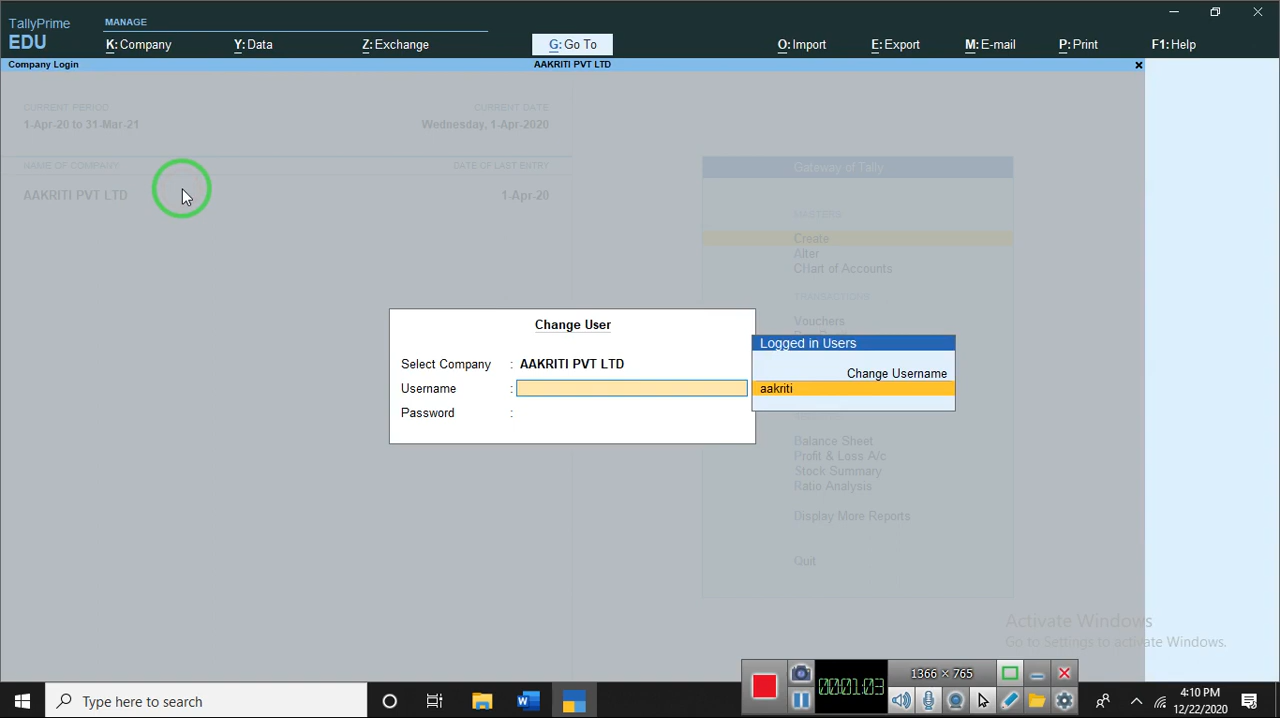 TallyPrime
EDU
MANAGE
K: Company
Y: Data
Z: Exchange
G: Go To
O: Import
E: Export
M: E-mail
P: Print
F1: Help
Company Login
AAKRITI PVT LTD
CURRENT PERIOD
CURRENT DATE
1-Apr-20 to 31-Mar-21
Wednesday, 1-Apr-2020
NAME OF COMPANY
DATE OF LAST ENTRY
AAKRITI PVT LTD
1-Apr-20
Gateway of Tally
MASTERS
Create
Alter
CHart of Accounts
TRANSACTIONS
Vouchers
Change User
Select Company : AAKRITI PVT LTD
Username :
Password :
Logged in Users
Change Username
aakriti
Balance Sheet
Profit & Loss A/c
Stock Summary
Ratio Analysis
Display More Reports
Quit
Activate Windows
Go to Settings to activate Windows.
0:00:1.03
1366 × 765
Type here to search
4:10 PM
12/22/2020